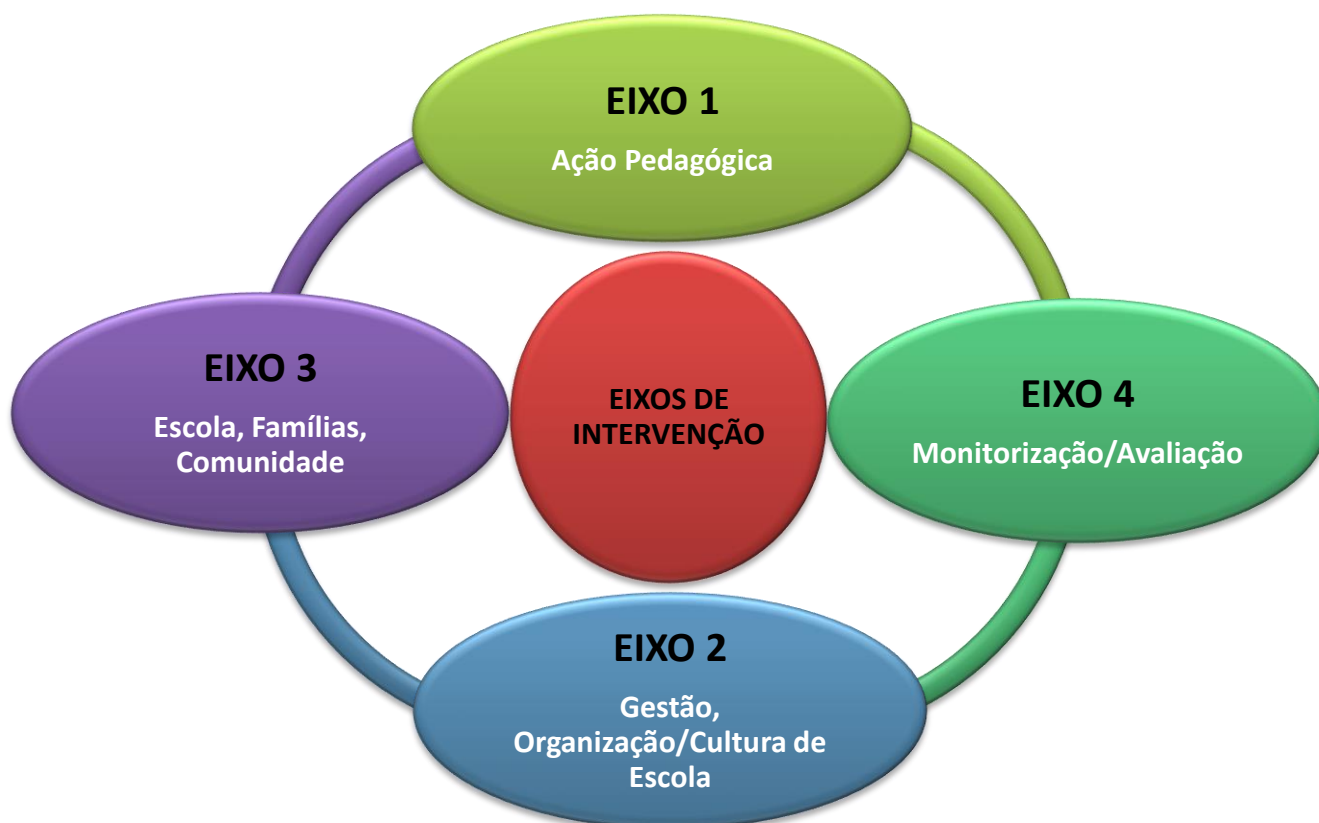 EIXO 1
Ação Pedagógica
EIXO 3
Escola, Famílias,
Comunidade
EIXOS DE
INTERVENÇÃO
EIXO 4
Monitorização/Avaliação
EIXO 2
Gestão,
Organização/Cultura de
Escola